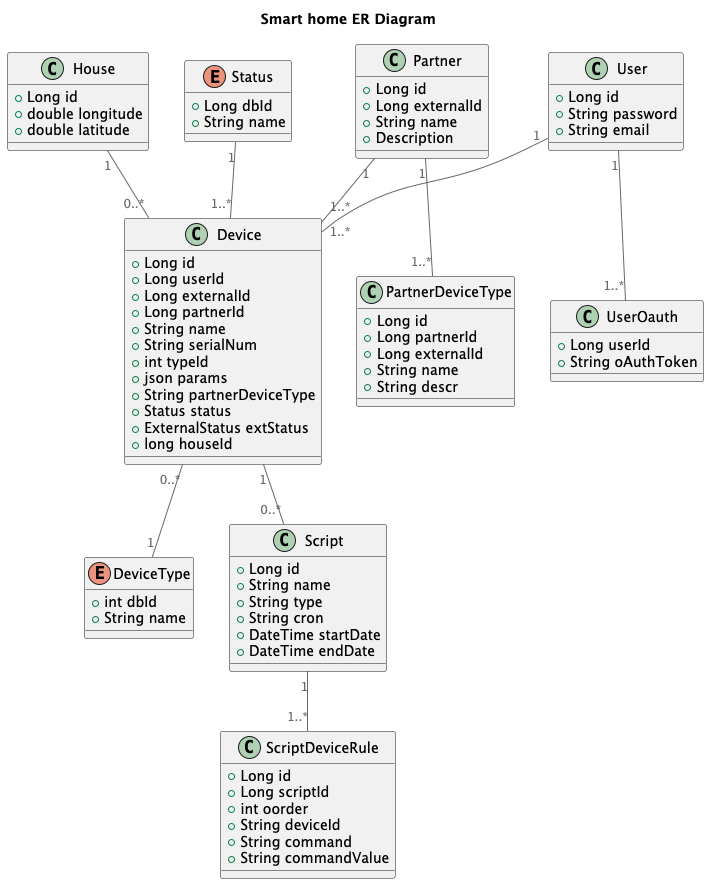 Smart home ER Diagram
C House
Long id
double longitude
double latitude
E Status
Long dbId
String name
C Partner
Long id
Long externalId
String name
Description
C User
Long id
String password
String email
1
0..*
1
1..*
1
1..*
1
1..*
1
1..*
1
1..*
C Device
Long id
Long userId
Long externalId
Long partnerId
String name
String serialNum
int typeId
json params
String partnerDeviceType
Status status
ExternalStatus extStatus
long houseId
C PartnerDeviceType
Long id
Long partnerId
Long externalId
String name
String descr
C UserOauth
Long userId
String oAuthToken
0..*
1
1
0..*
E DeviceType
int dbId
String name
C Script
Long id
String name
String type
String cron
DateTime startDate
DateTime endDate
1
1..*
C ScriptDeviceRule
Long id
Long scriptId
int oorder
String deviceId
String command
String commandValue